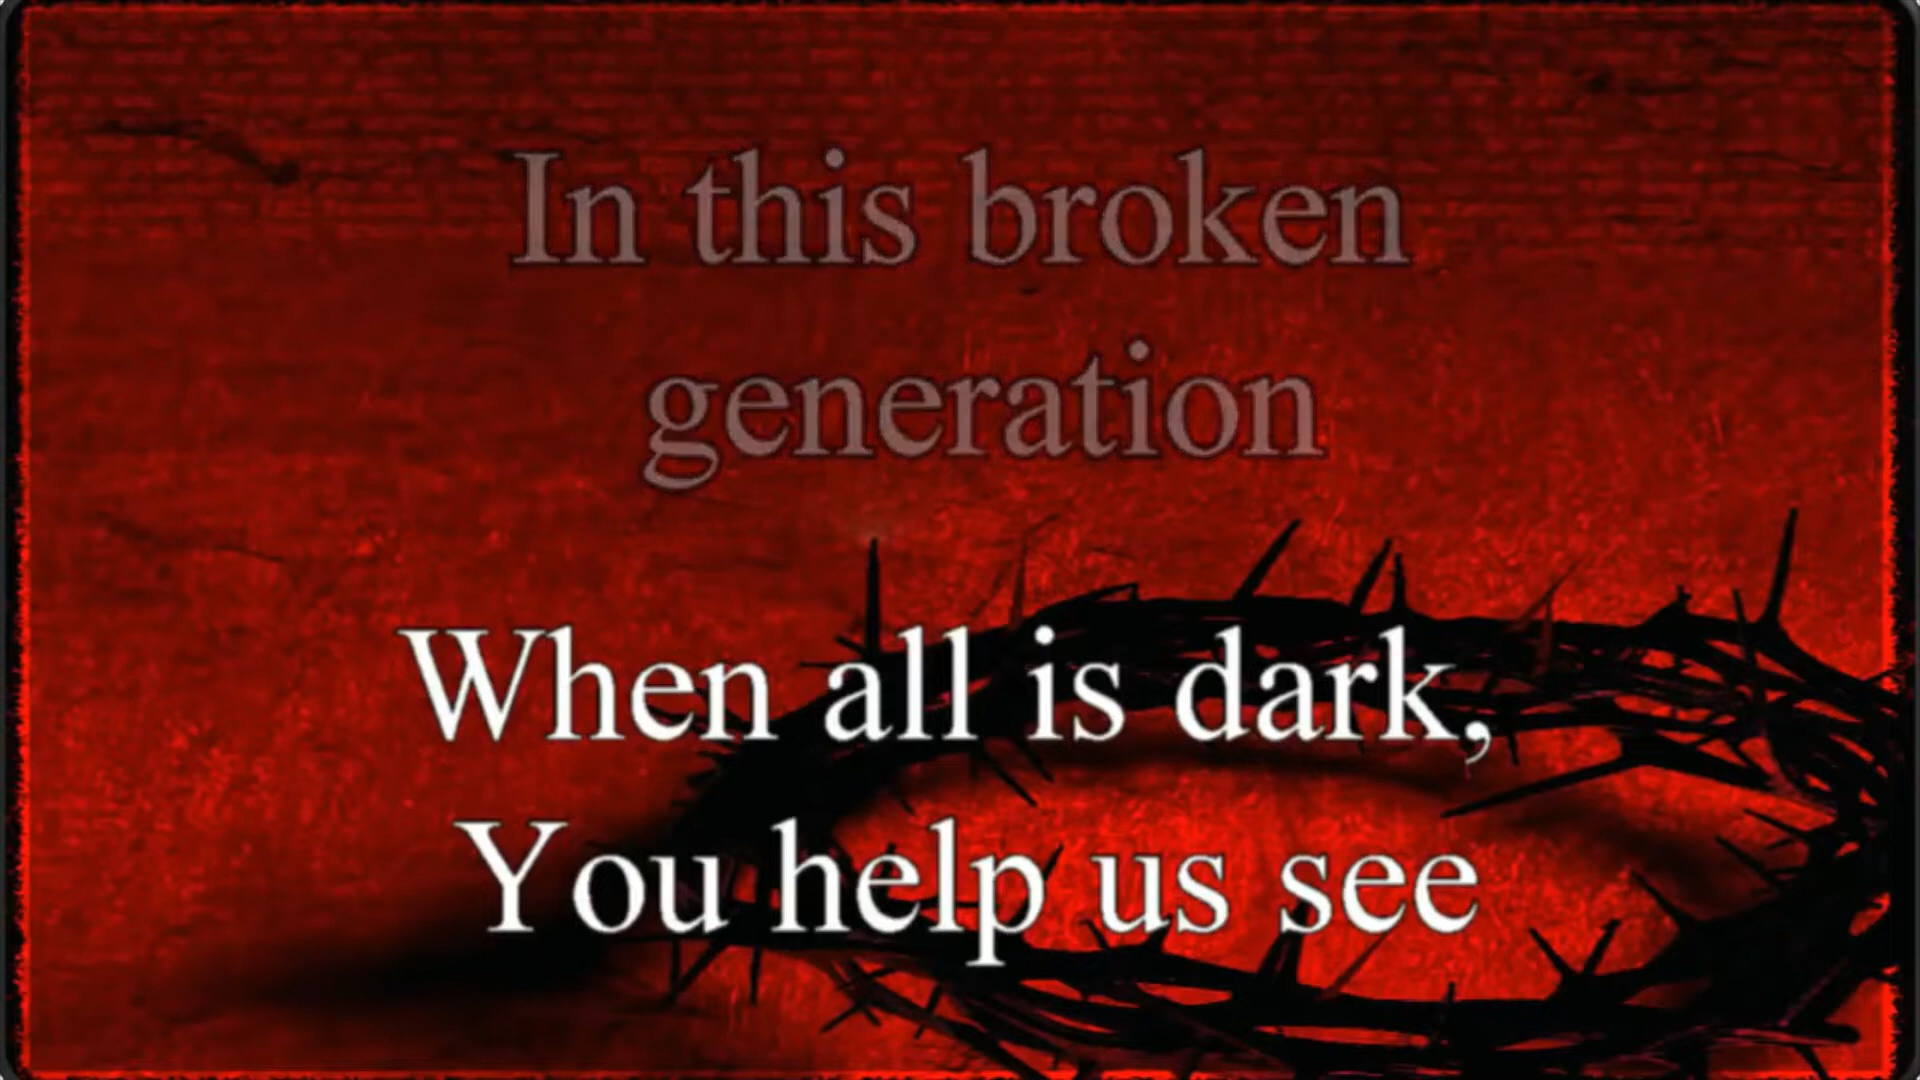 In this broken
generation
When all is dark,
You help us see